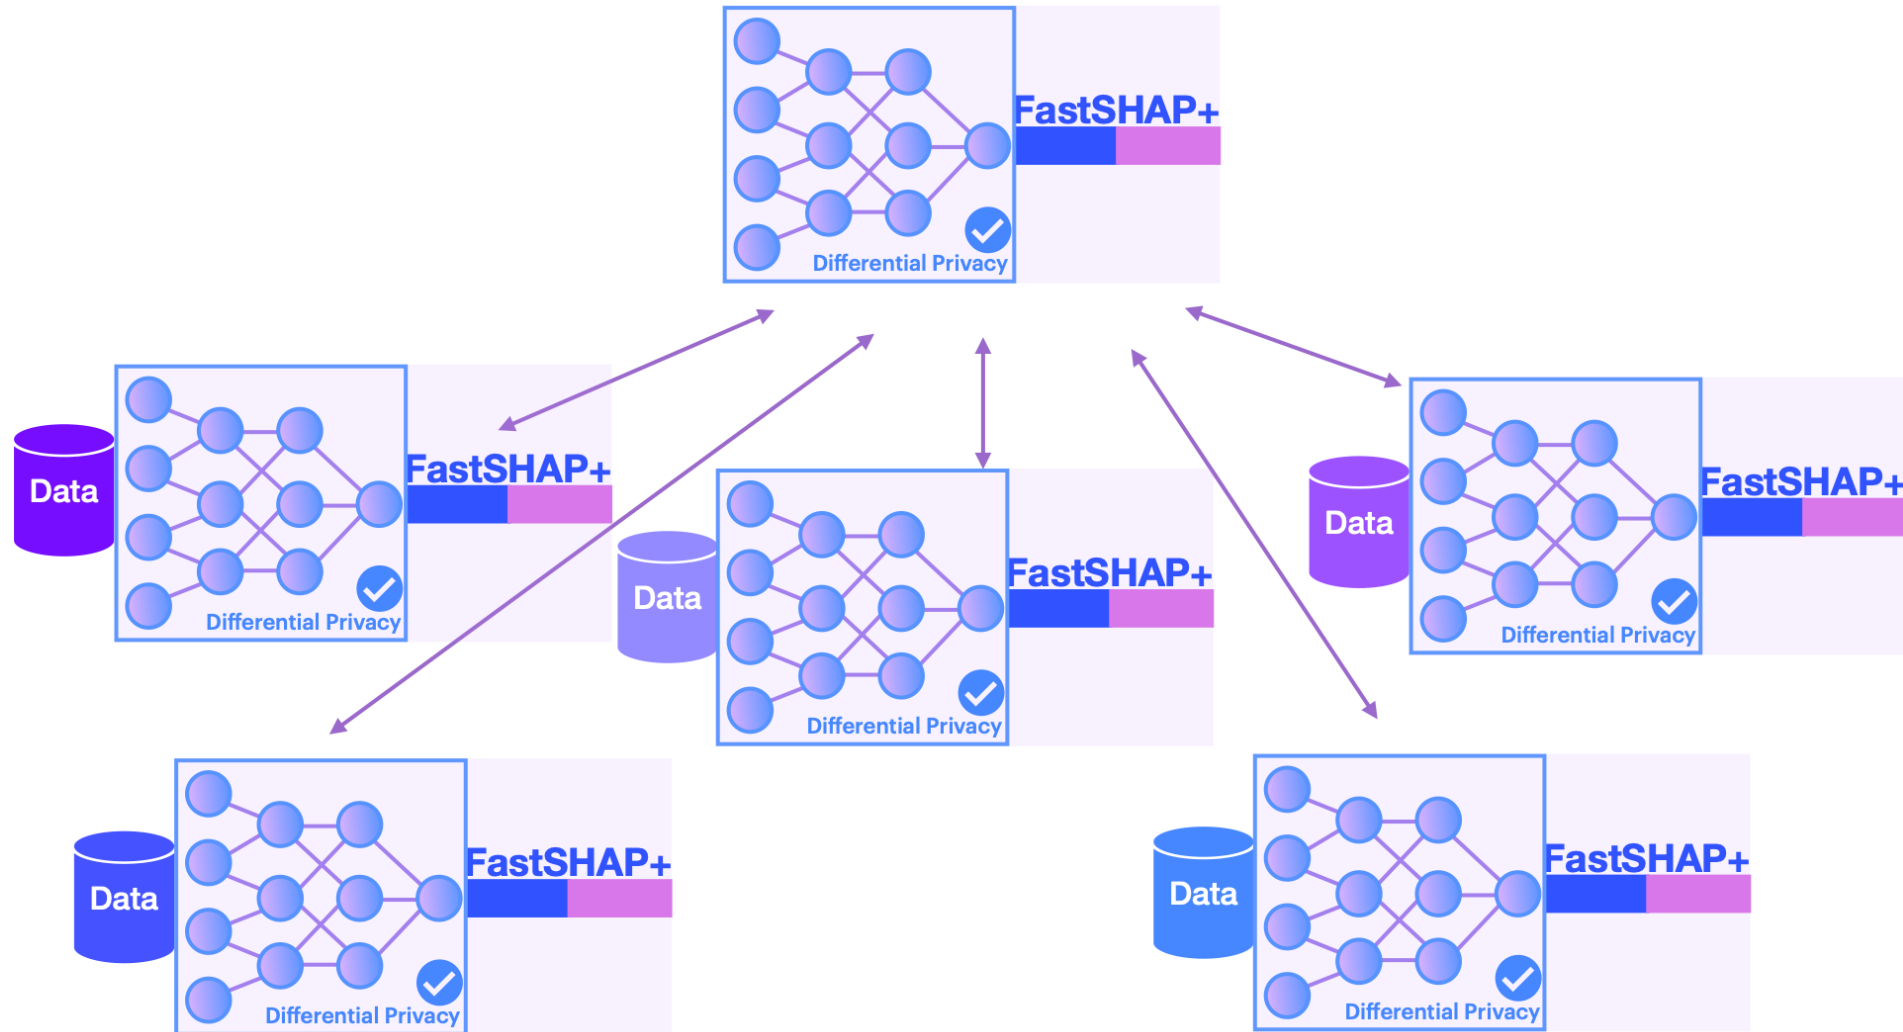 FastSHAP+
Differential Privacy
Data
FastSHAP+
Differential Privacy
Data
FastSHAP+
Differential Privacy
Data
FastSHAP+
Differential Privacy
Data
FastSHAP+
Differential Privacy
Data
FastSHAP+
Differential Privacy